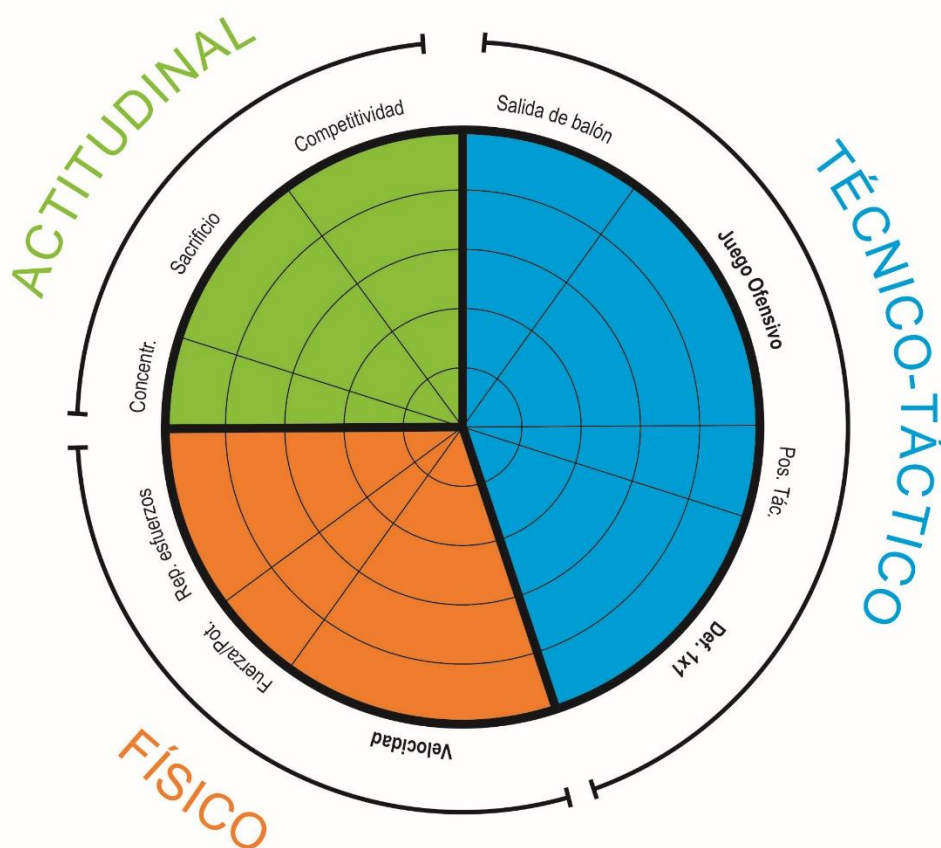 ACTITUDINAL
Competitividad
Sacrificio
Concentr.
TÉCNICO-TÁCTICO
Salida de balón
Juego Ofensivo
Pos. Tác.
Def. 1x1
FÍSICO
Rep. esfuerzos
Fuerza/Pot.
Velocidad